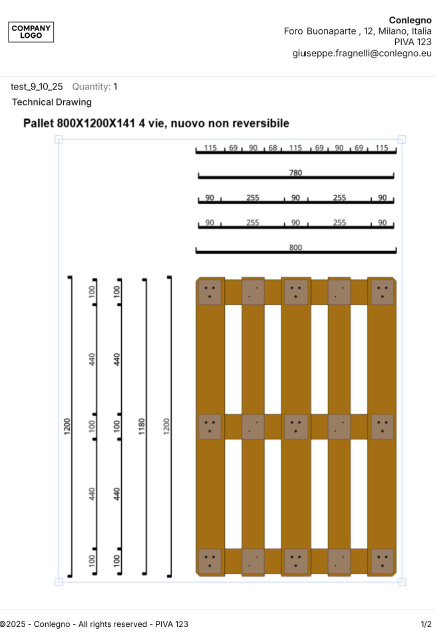 COMPANY
LOGO
Conlegno
Foro Buonaparte , 12, Milano, Italia
PIVA 123
giuseppe.fragnelli@conlegno.eu
test_9_10_25 Quantity: 1
Technical Drawing
Pallet 800X1200X141 4 vie, nuovo non reversibile
115 69 90 68 115 69 90 69 115
780
90 255 90 255 90
90 255 90 255 90
800
1200
100 440 100 440 100
100 440 100 440 100
1180
1200
©2025 - Conlegno - All rights reserved - PIVA 123
1/2